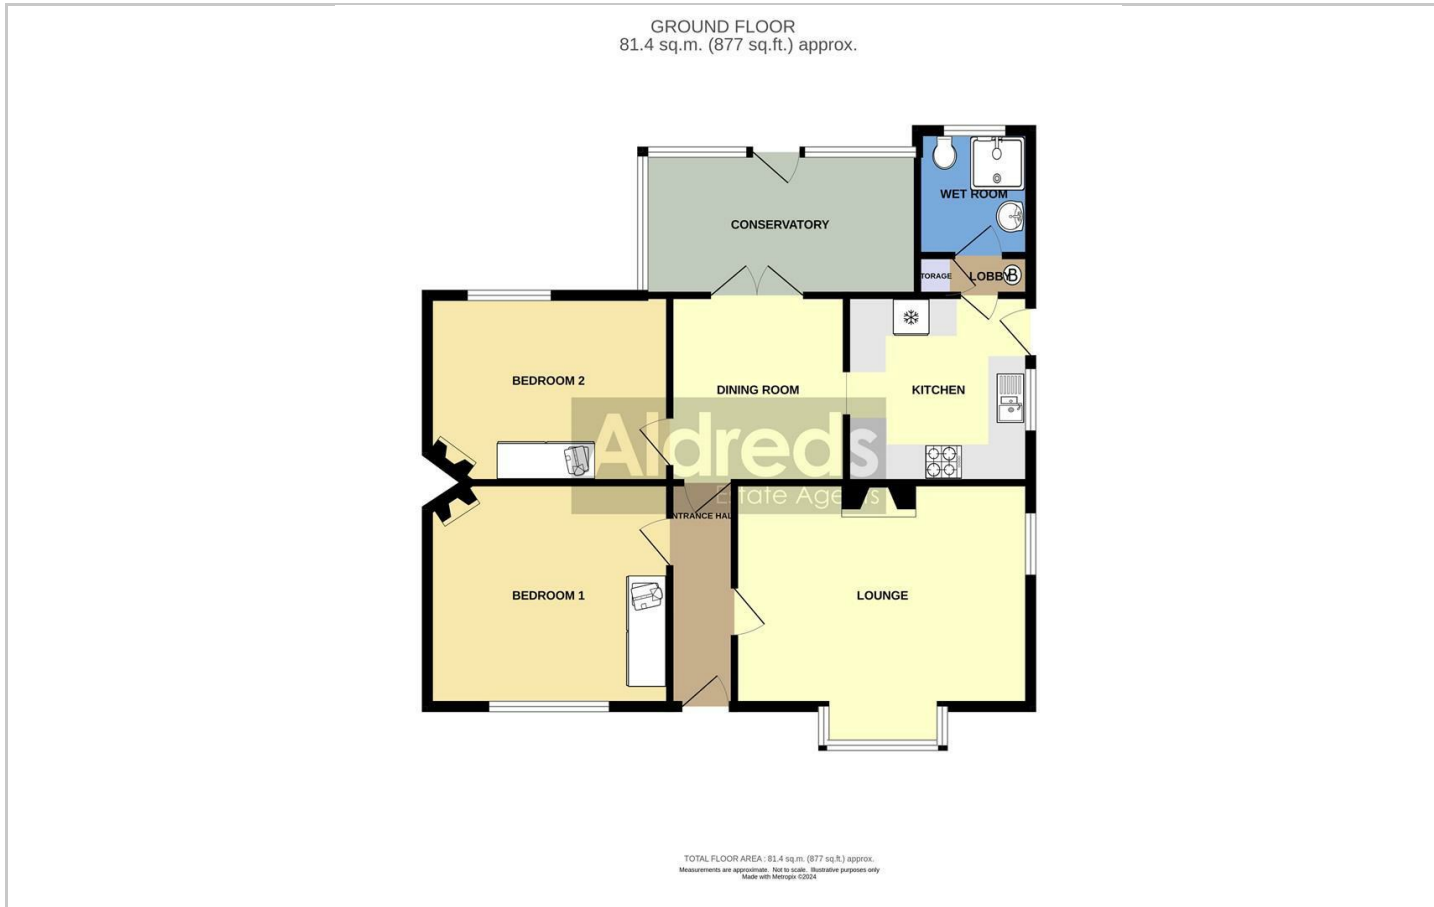 GROUND FLOOR
81.4 sq.m. (877 sq.ft.) approx.
WET ROOM
CONSERVATORY
TORAGE
LOBBY
B
BEDROOM 2
DINING ROOM
KITCHEN
Aldreds
Estate Agents
NTRANCE HAL
BEDROOM 1
LOUNGE
TOTAL FLOOR AREA : 81.4 sq.m. (877 sq.ft.) approx.
Measurements are approximate. Not to scale. Illustrative purposes only
Made with Metropix ©2024